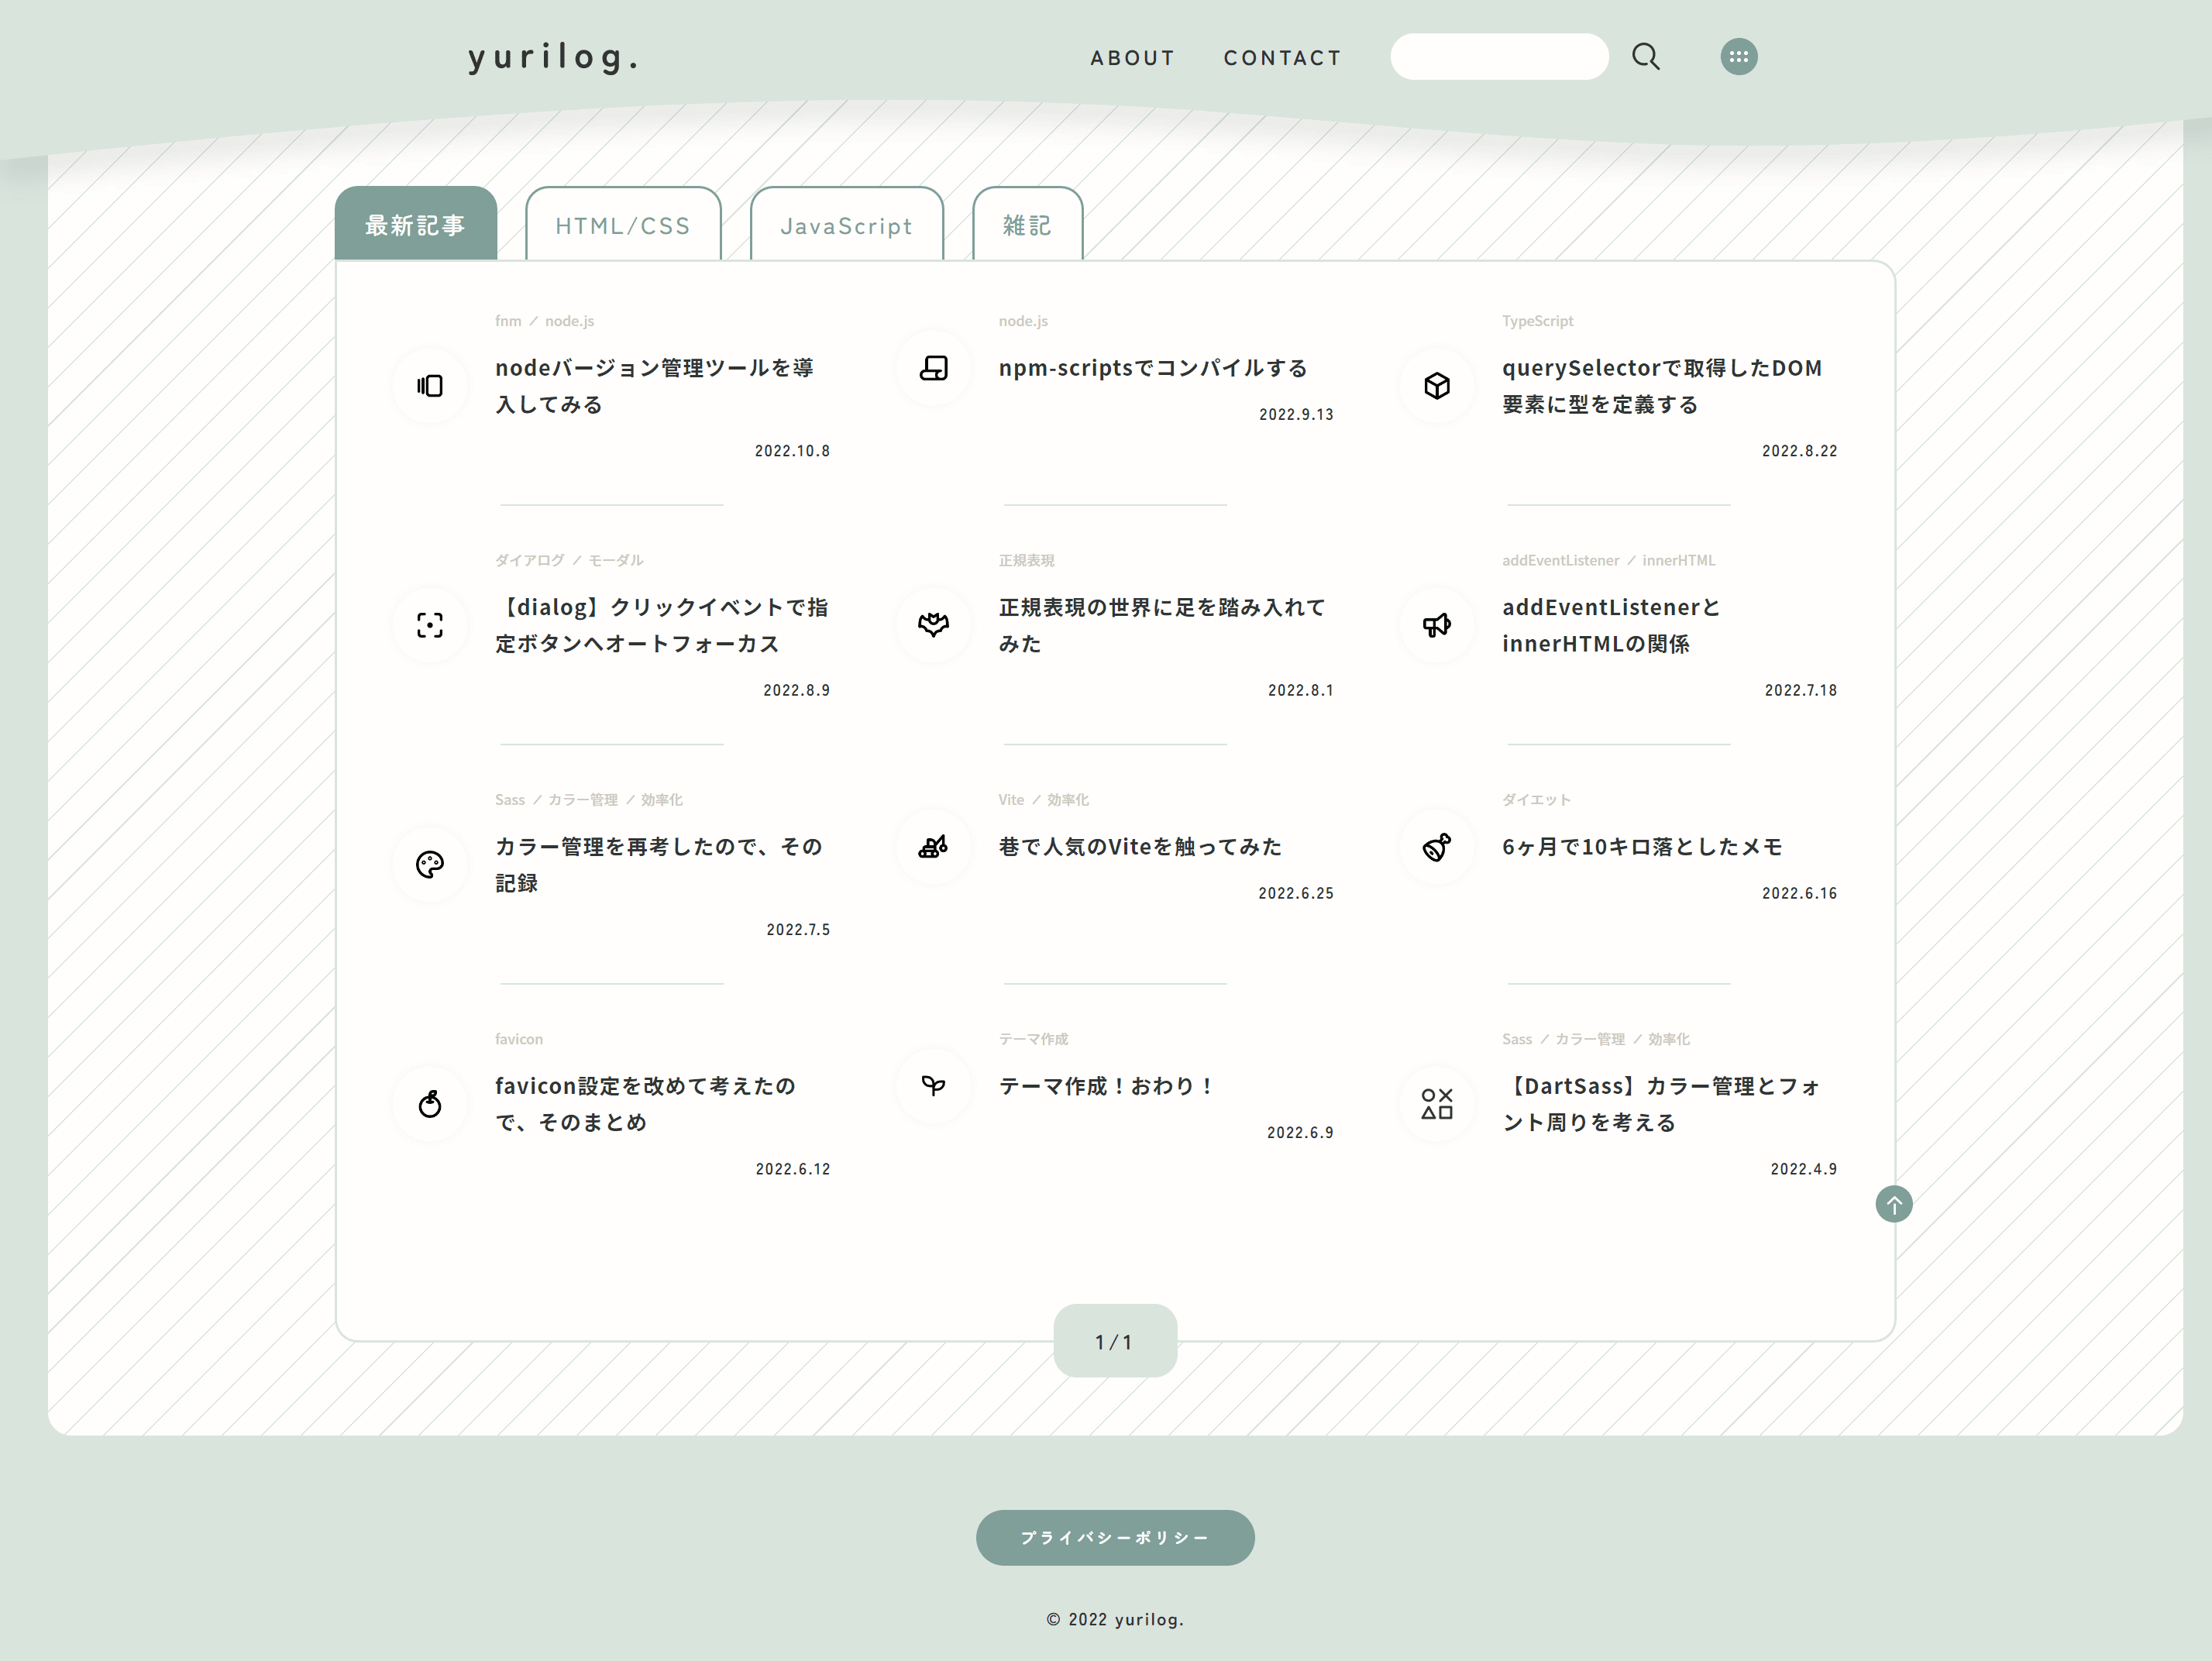 yurilog.
ABOUT CONTACT
最新記事 HTML/CSS JavaScript 雑記
fnm / node.js
nodeバージョン管理ツールを導
入してみる
2022.10.8
node.js
npm-scriptsでコンパイルする
2022.9.13
TypeScript
querySelectorで取得したDOM
要素に型を定義する
2022.8.22
ダイアログ / モーダル
【dialog】クリックイベントで指
定ボタンへオートフォーカス
2022.8.9
正規表現
正規表現の世界に足を踏み入れて
みた
2022.8.1
addEventListener / innerHTML
addEventListenerと
innerHTMLの関係
2022.7.18
Sass / カラー管理 / 効率化
カラー管理を再考したので、その
記録
2022.7.5
Vite / 効率化
巷で人気のViteを触ってみた
2022.6.25
ダイエット
6ヶ月で10キロ落としたメモ
2022.6.16
favicon
favicon設定を改めて考えたの
で、そのまとめ
2022.6.12
テーマ作成
テーマ作成！おわり！
2022.6.9
Sass / カラー管理 / 効率化
【DartSass】カラー管理とフォ
ント周りを考える
2022.4.9
1/1
プライバシーポリシー
© 2022 yurilog.